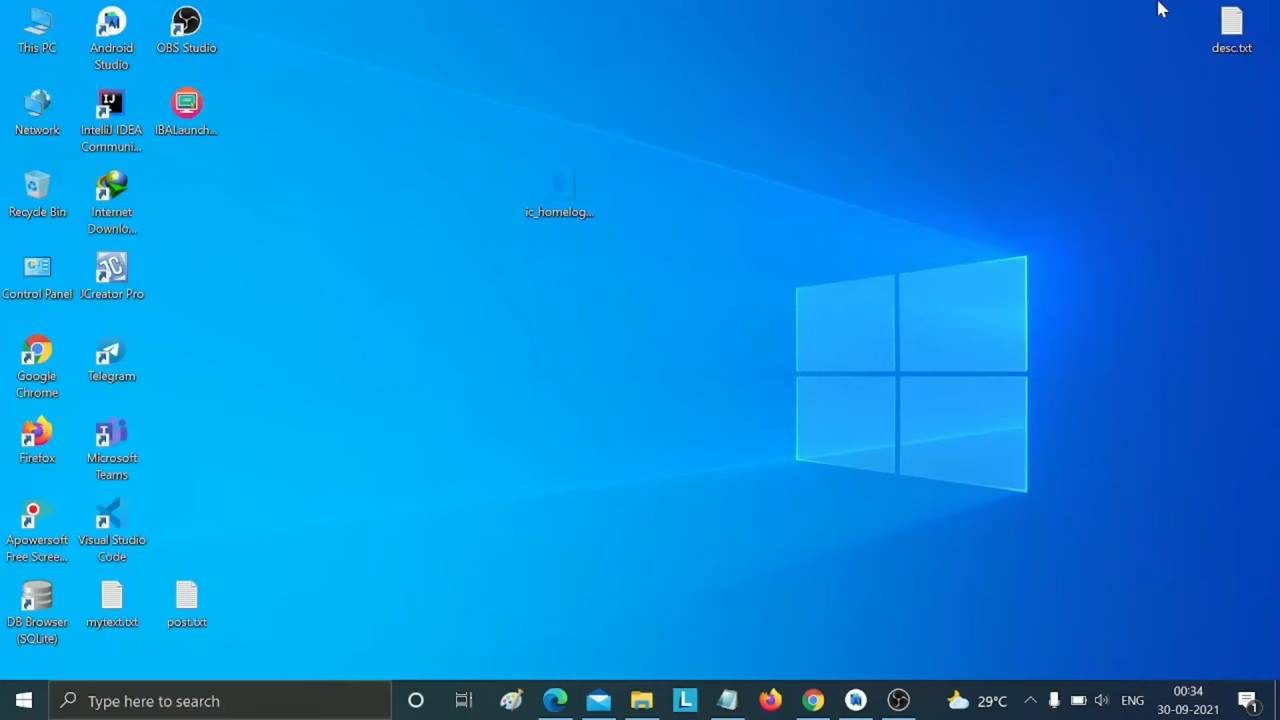 This PC
Android
Studio
OBS Studio
desc.txt
Network
IntelliJ IDEA
Communi...
IBALaunch...
Recycle Bin
Internet
Downlo...
ic_homelog...
Control Panel
JCreator Pro
Google
Chrome
Telegram
Firefox
Microsoft
Teams
Apowersoft
Free Scree...
Visual Studio
Code
DB Browser
(SQLite)
mytext.txt
post.txt
Type here to search
29°C
ENG
00:34
30-09-2021
1